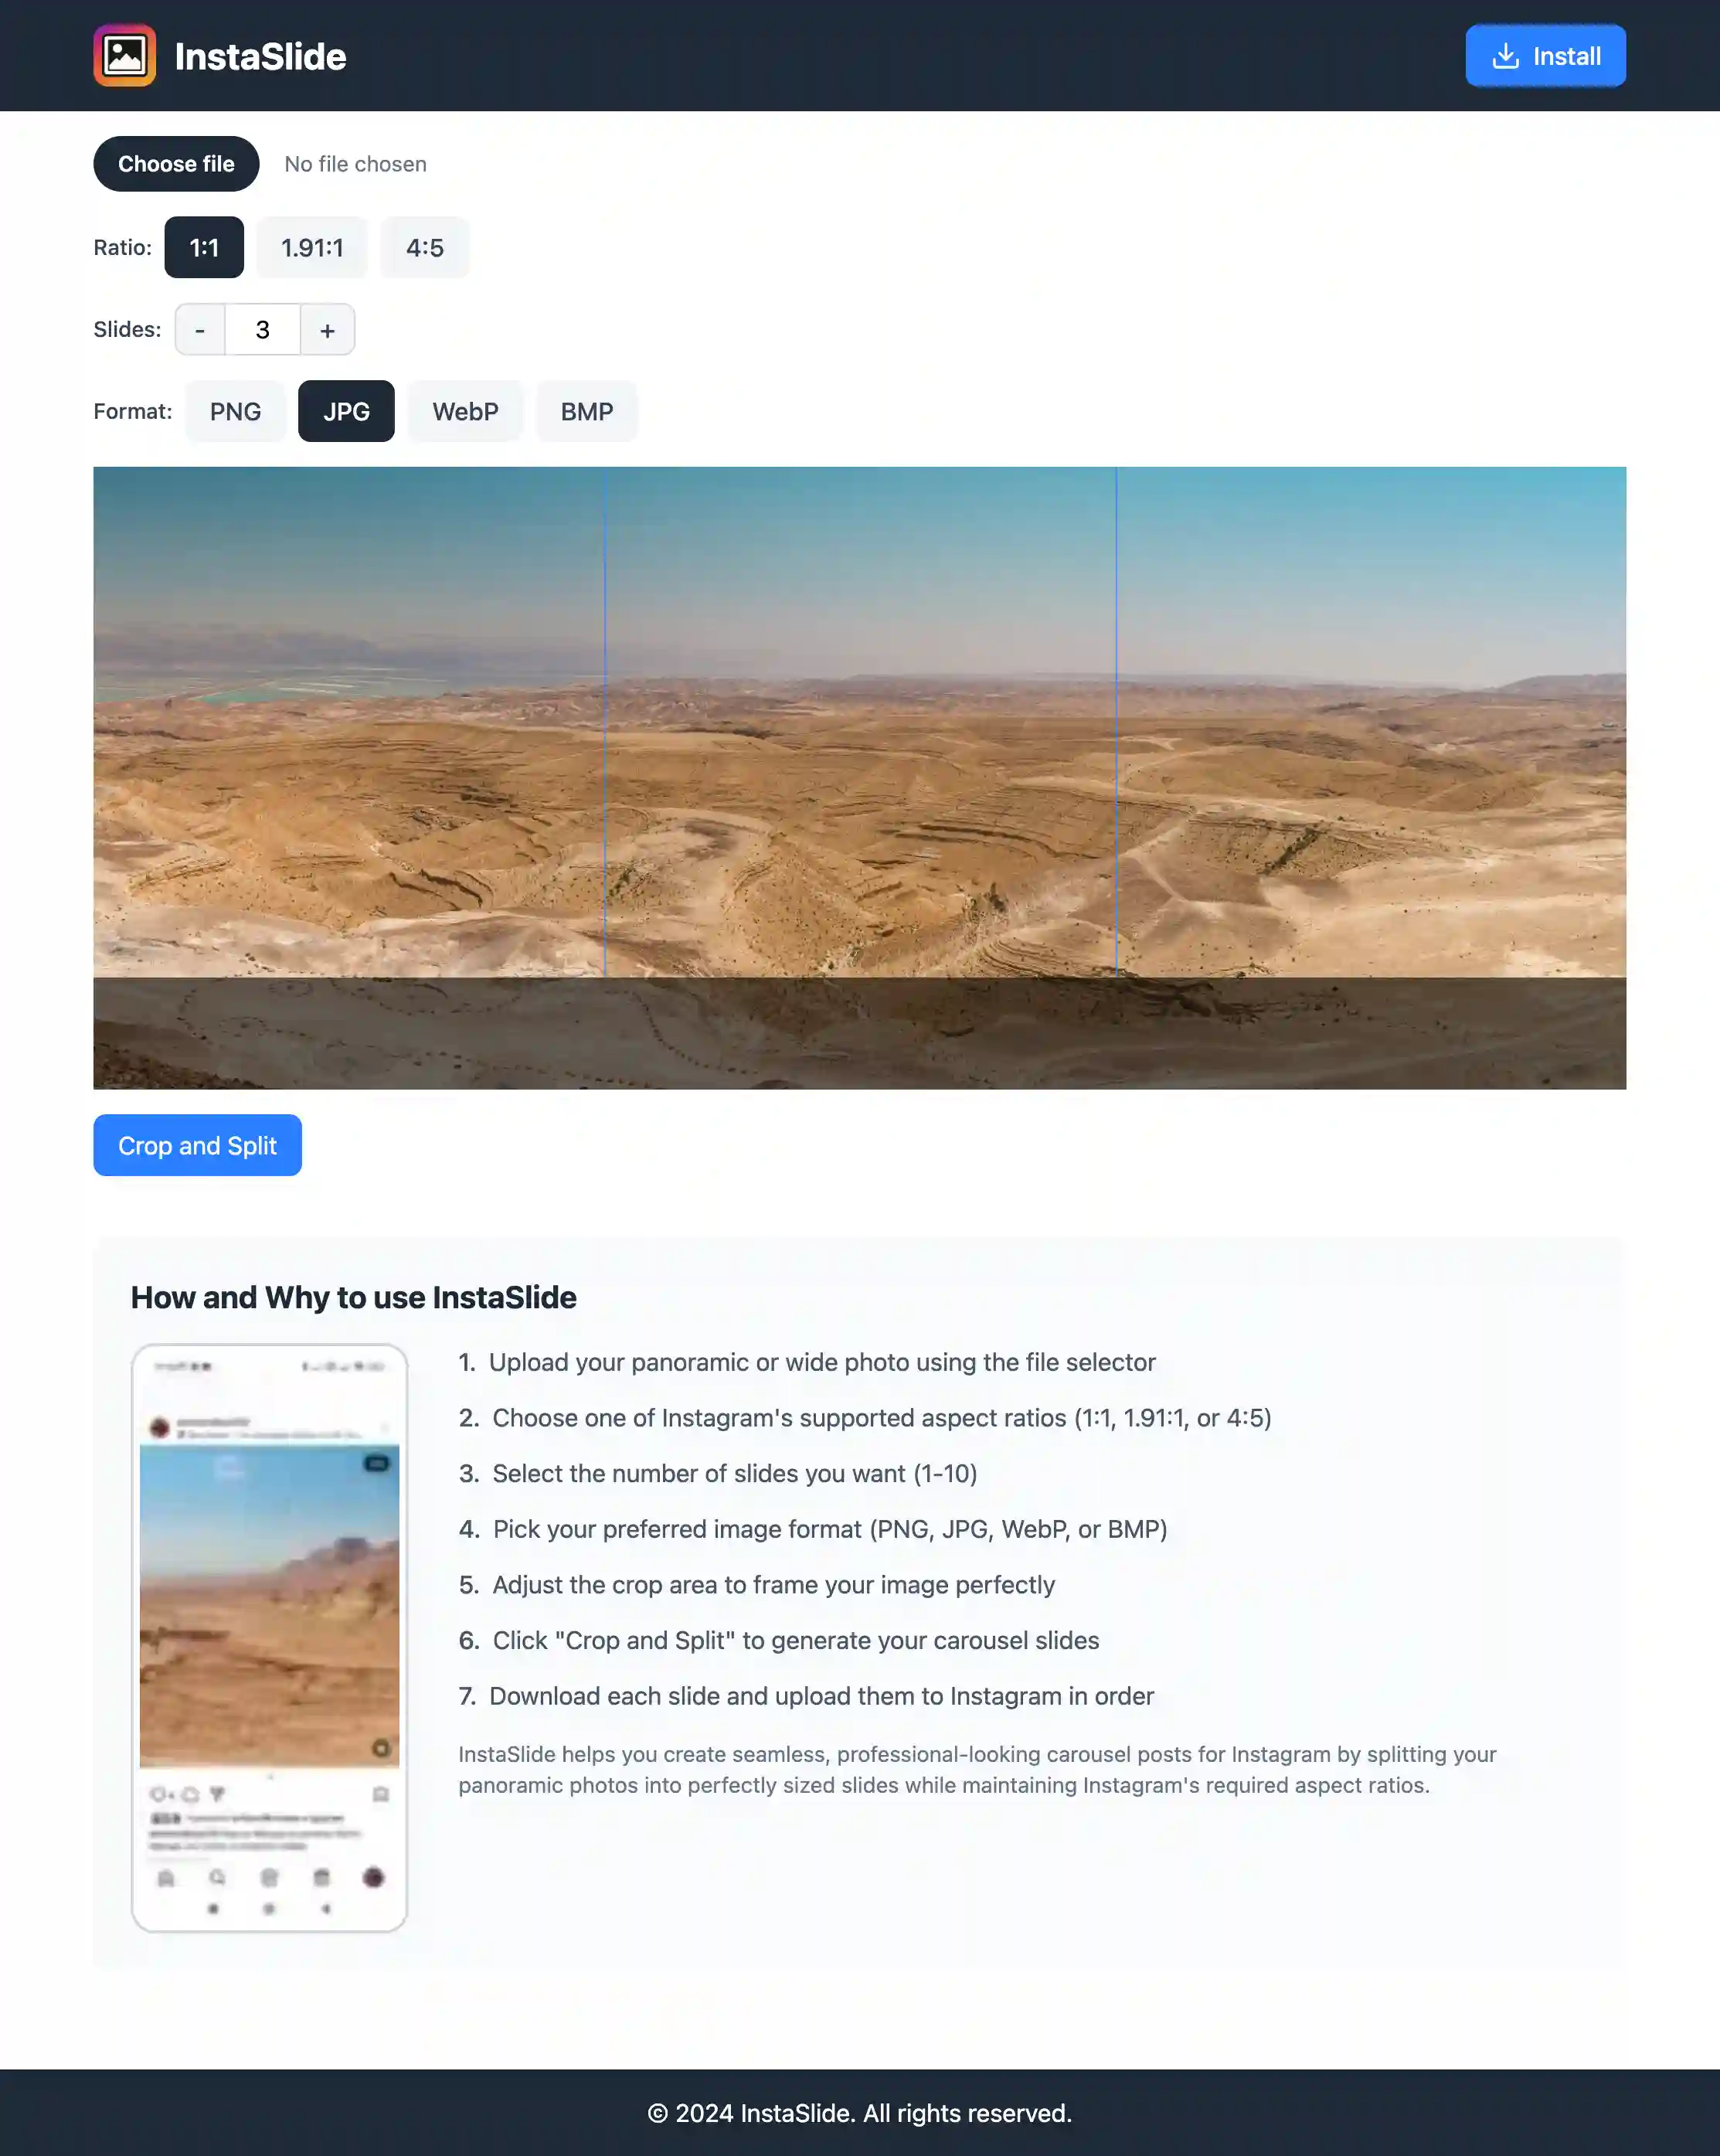 InstaSlide
Install
Choose file
No file chosen
Ratio:
1:1
1.91:1
4:5
Slides:
-
3
+
Format:
PNG
JPG
WebP
BMP
Crop and Split
How and Why to use InstaSlide
1. Upload your panoramic or wide photo using the file selector
2. Choose one of Instagram's supported aspect ratios (1:1, 1.91:1, or 4:5)
3. Select the number of slides you want (1-10)
4. Pick your preferred image format (PNG, JPG, WebP, or BMP)
5. Adjust the crop area to frame your image perfectly
6. Click "Crop and Split" to generate your carousel slides
7. Download each slide and upload them to Instagram in order
InstaSlide helps you create seamless, professional-looking carousel posts for Instagram by splitting your
panoramic photos into perfectly sized slides while maintaining Instagram's required aspect ratios.
© 2024 InstaSlide. All rights reserved.